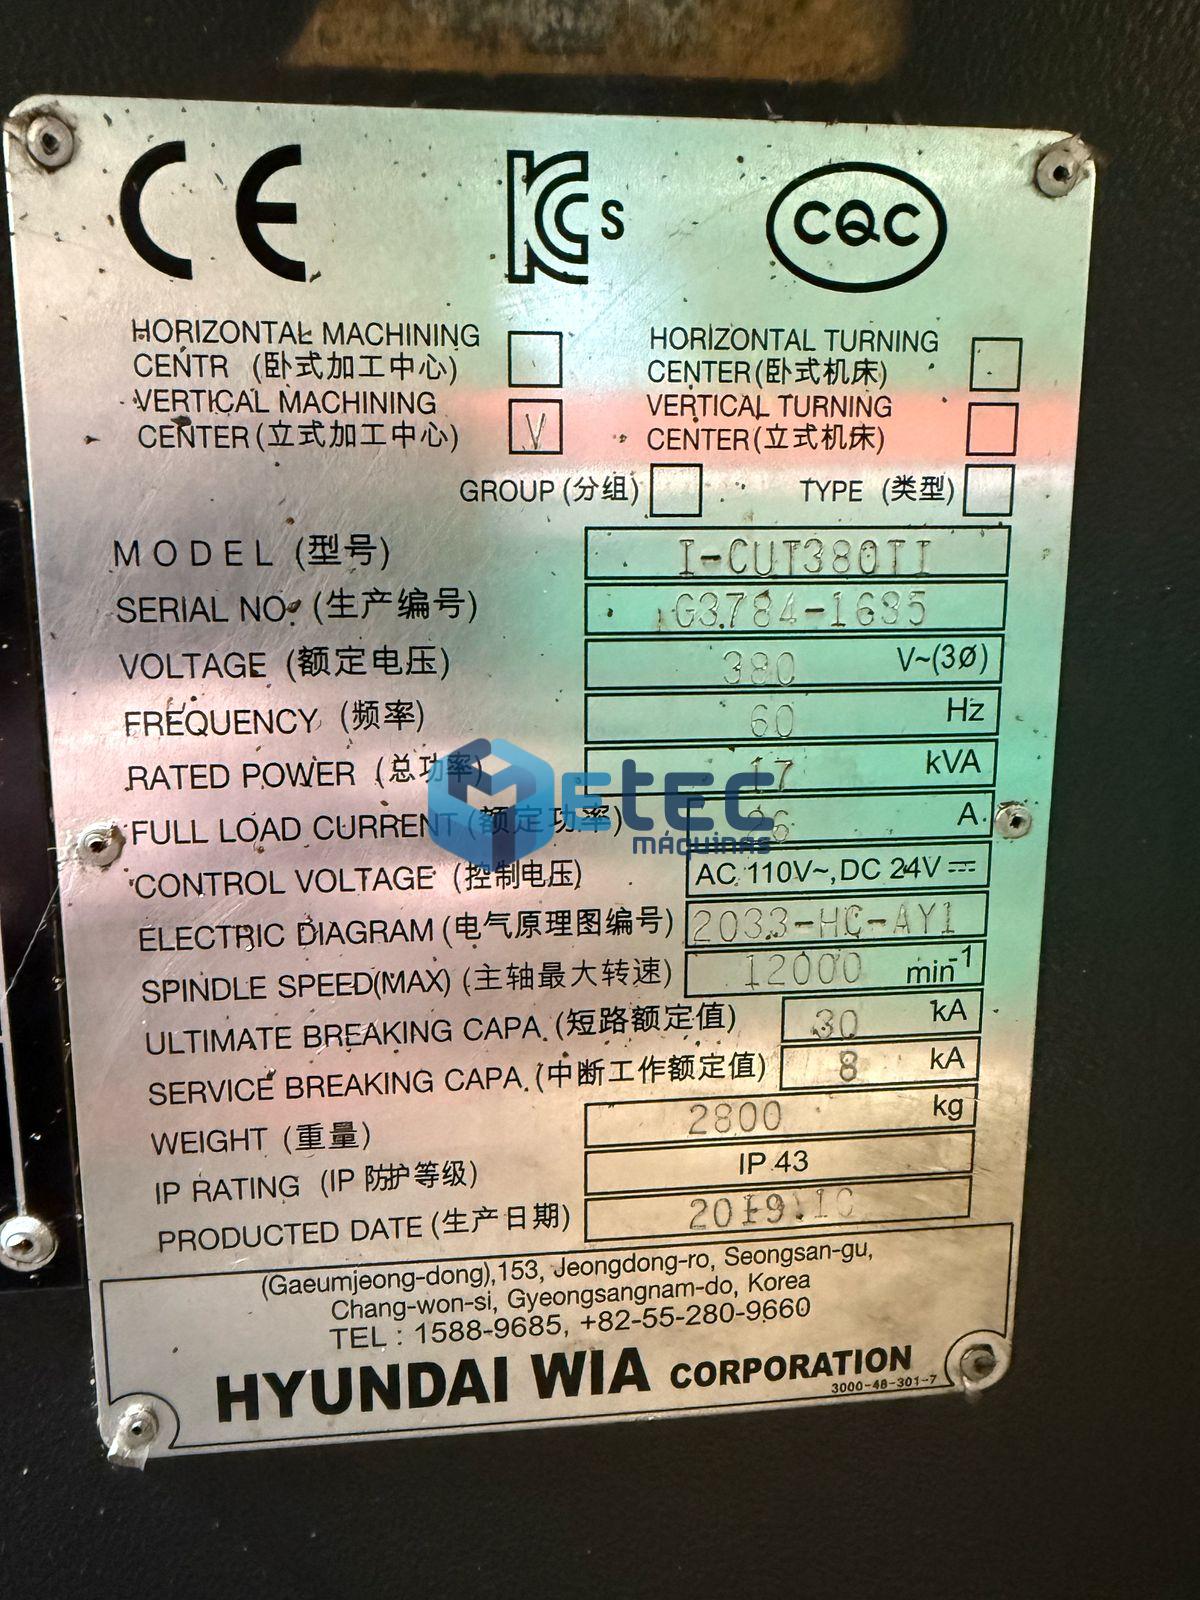 CE KCs CQC
HORIZONTAL MACHINING HORIZONTAL TURNING
CENTR (卧式加工中心) CENTER(卧式机床)
VERTICAL MACHINING VERTICAL TURNING
CENTER(立式加工中心) V CENTER(立式机床)
GROUP (分组) TYPE (类型)
MODEL (型号) I-CUT380TI
SERIAL NO. (生产编号) G3784-1635
VOLTAGE (额定电压) 380 V~(3Ø)
FREQUENCY (频率) 60 Hz
RATED POWER (总功率) 17 kVA
FULL LOAD CURRENT (额定功率) 26 A
METEC
MÁQUINAS
CONTROL VOLTAGE (控制电压) AC 110V~, DC 24V ⎓
ELECTRIC DIAGRAM (电气原理图编号) 2033-HC-AY1
SPINDLE SPEED(MAX) (主轴最大转速) 12000 min-1
ULTIMATE BREAKING CAPA. (短路额定值) 30 kA
SERVICE BREAKING CAPA. (中断工作额定值) 8 kA
WEIGHT (重量) 2800 kg
IP RATING (IP 防护等级) IP 43
PRODUCTED DATE (生产日期) 2019.10
(Gaeumjeong-dong),153, Jeongdong-ro, Seongsan-gu,
Chang-won-si, Gyeongsangnam-do, Korea
TEL : 1588-9685, +82-55-280-9660
HYUNDAI WIA CORPORATION
3000-48-301-7